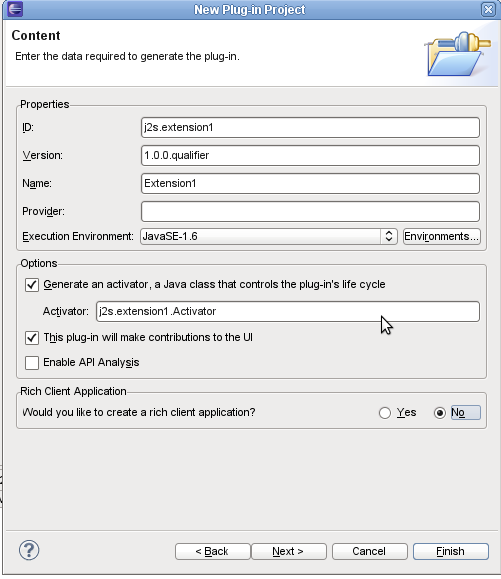 New Plug-in Project
Content
Enter the data required to generate the plug-in.
Properties
ID: j2s.extension1
Version: 1.0.0.qualifier
Name: Extension1
Provider:
Execution Environment: JavaSE-1.6 Environments...
Options
Generate an activator, a Java class that controls the plug-in's life cycle
Activator: j2s.extension1.Activator
This plug-in will make contributions to the UI
Enable API Analysis
Rich Client Application
Would you like to create a rich client application? Yes No
? < Back Next > Cancel Finish